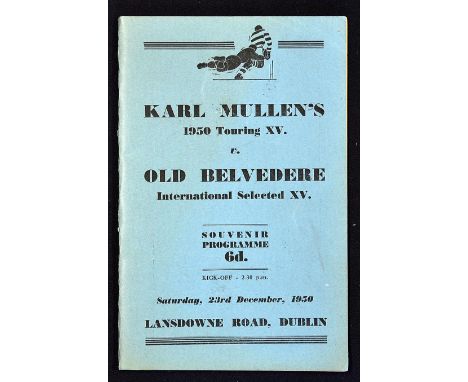 KARL MULLEN'S
1950 Touring XV.
v.
OLD BELVEDERE
International Selected XV.
SOUVENIR
PROGRAMME
6d.
KICK-OFF - 2.30 p.m.
Saturday, 23rd December, 1950
LANSDOWNE ROAD, DUBLIN